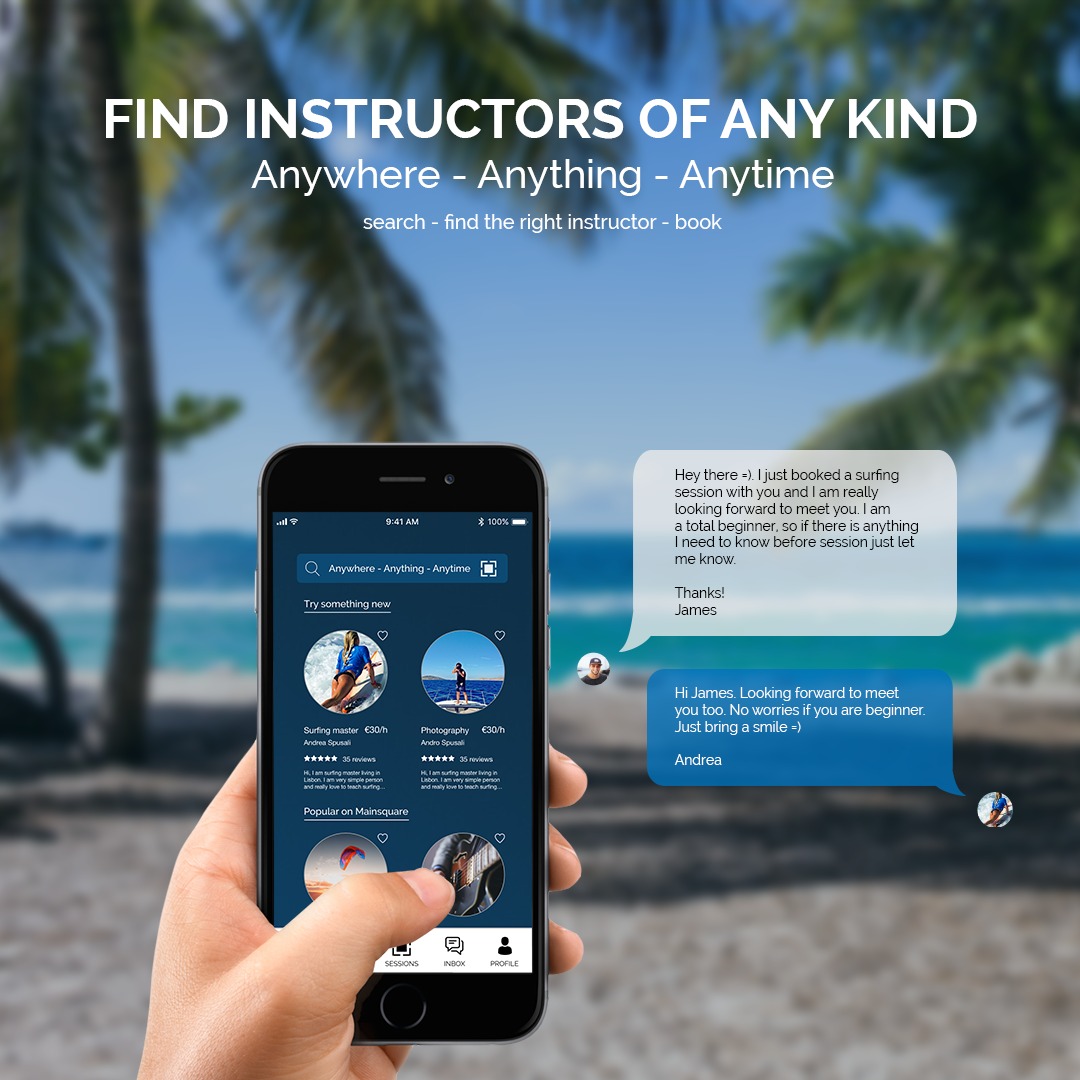 FIND INSTRUCTORS OF ANY KIND
Anywhere - Anything - Anytime
search - find the right instructor - book
9:41 AM
100%
Anywhere - Anything - Anytime
Try something new
Surfing master €30/h
Andrea Spusali
35 reviews
Hi, I am surfing master living in
Lisbon. I am very simple person
and really love to teach surfing...
Photography €30/h
Andro Spusali
35 reviews
Hi, I am surfing master living in
Lisbon. I am very simple person
and really love to teach surfing...
Popular on Mainsquare
SESSIONS
INBOX
PROFILE
Hey there =). I just booked a surfing
session with you and I am really
looking forward to meet you. I am
a total beginner, so if there is anything
I need to know before session just let
me know.
Thanks!
James
Hi James. Looking forward to meet
you too. No worries if you are beginner.
Just bring a smile =)
Andrea